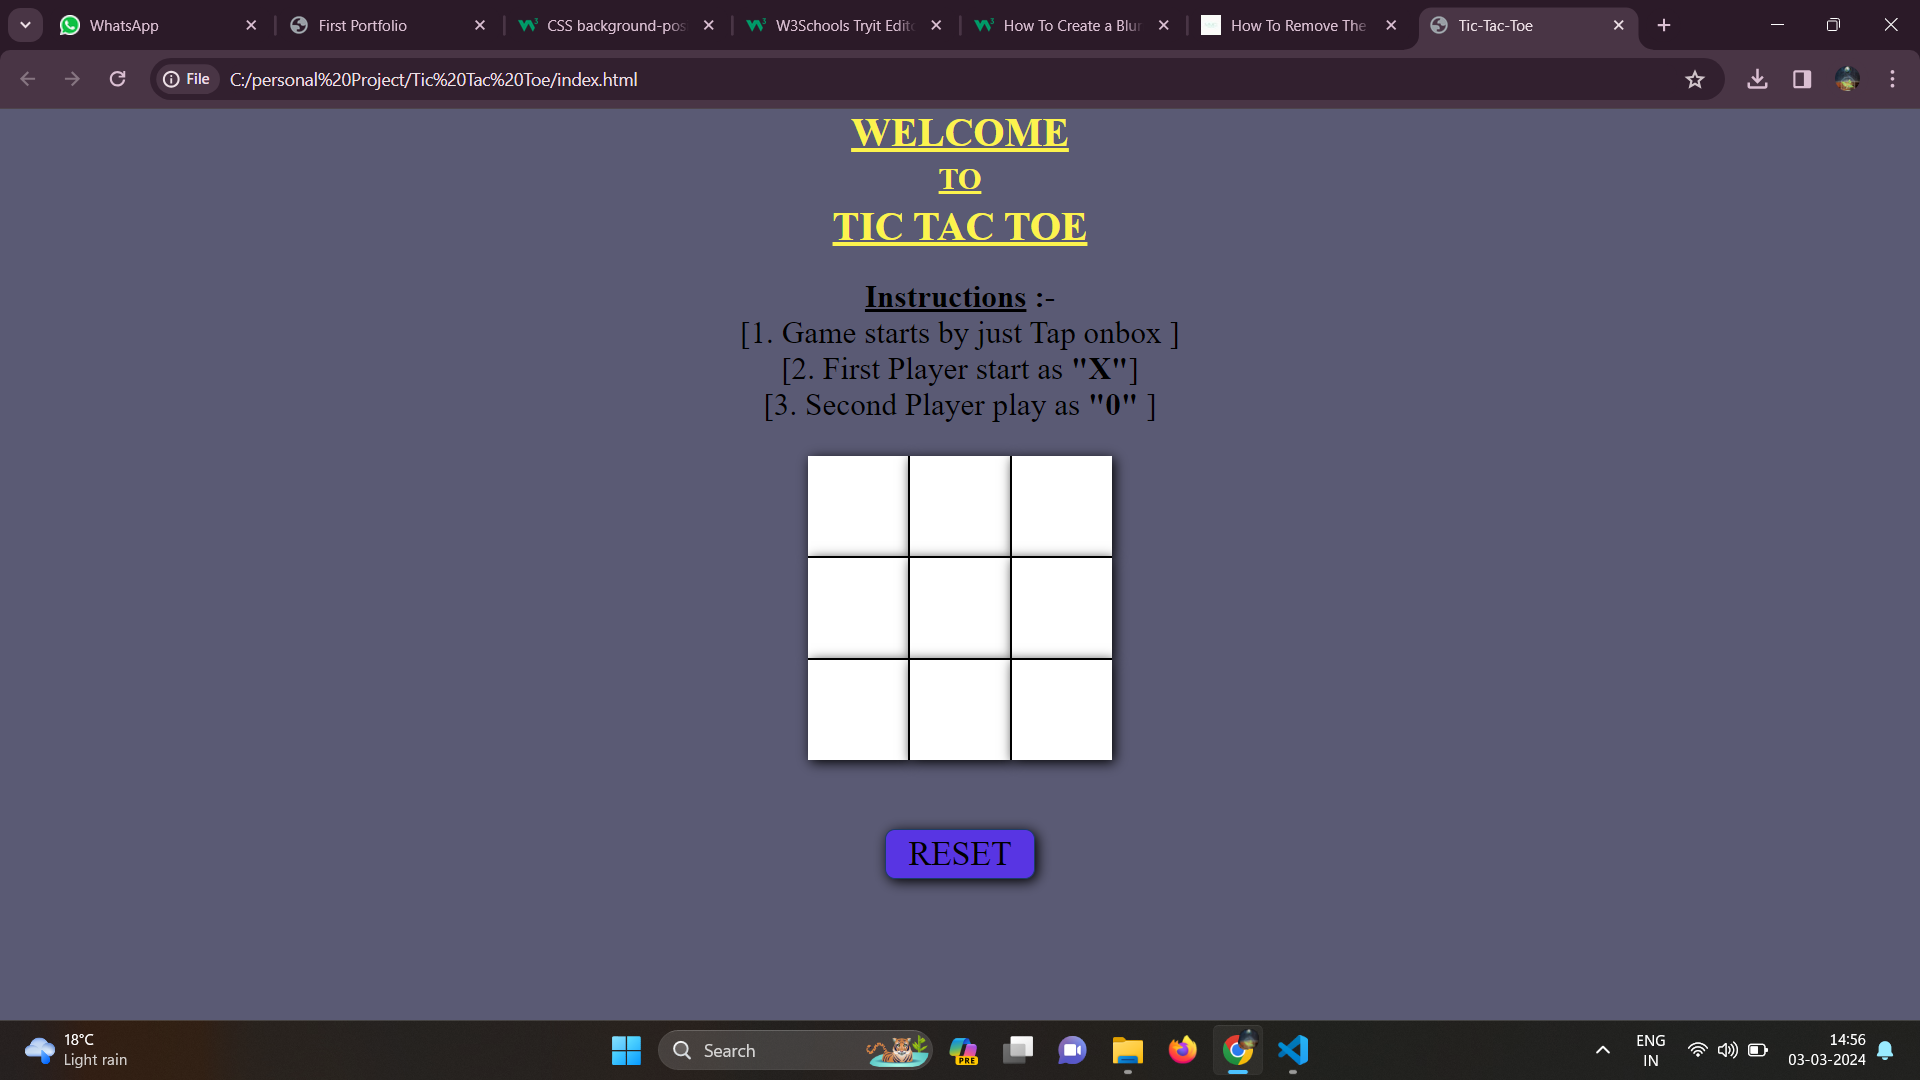 WhatsApp
First Portfolio
CSS background-pos
W3Schools Tryit Edito
How To Create a Blur
How To Remove The
Tic-Tac-Toe
File
C:/personal%20Project/Tic%20Tac%20Toe/index.html
WELCOME
TO
TIC TAC TOE
Instructions :-
[1. Game starts by just Tap onbox ]
[2. First Player start as "X"]
[3. Second Player play as "0" ]
RESET
18°C
Light rain
Search
PRE
ENG
IN
14:56
03-03-2024